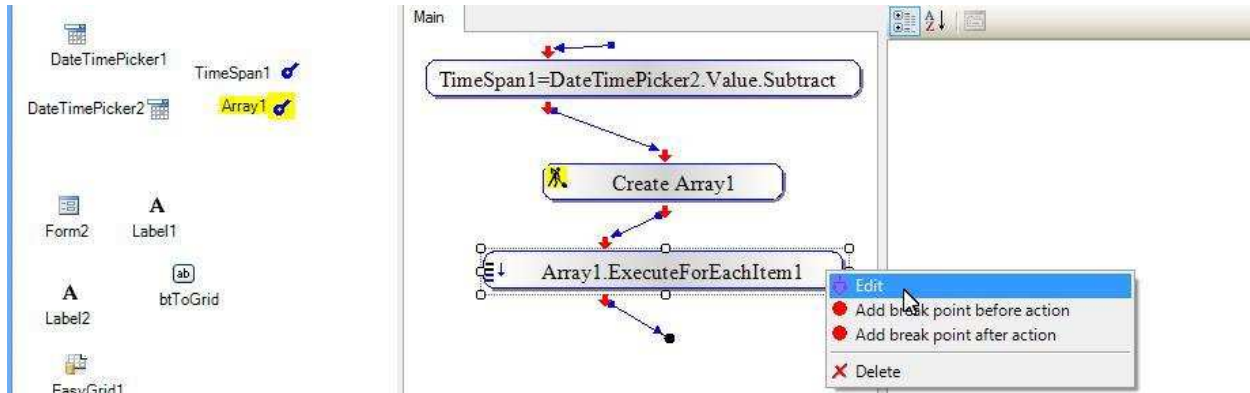 Main
DateTimePicker1
TimeSpan1
DateTimePicker2
Array1
A
Form2
Label1
ab
A
btToGrid
Label2
EasyGrid1
TimeSpan1=DateTimePicker2.Value.Subtract
Create Array1
Array1.ExecuteForEachItem1
Edit
Add break point before action
Add break point after action
Delete